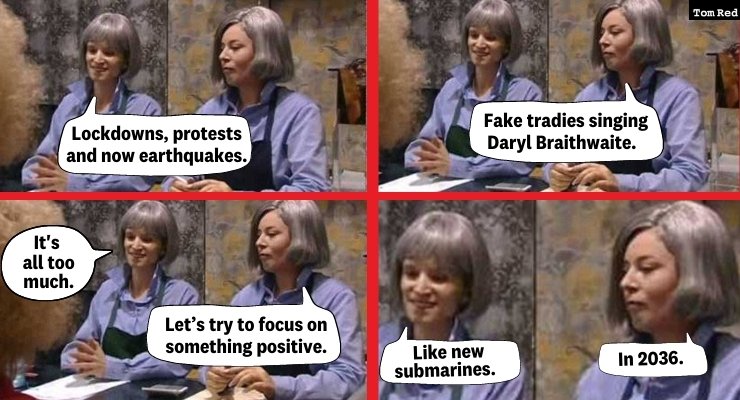 Lockdowns, protests
and now earthquakes.
Tom Red
Fake tradies singing
Daryl Braithwaite.
It's
all too
much.
Let's try to focus on
something positive.
Like new
submarines.
In 2036.